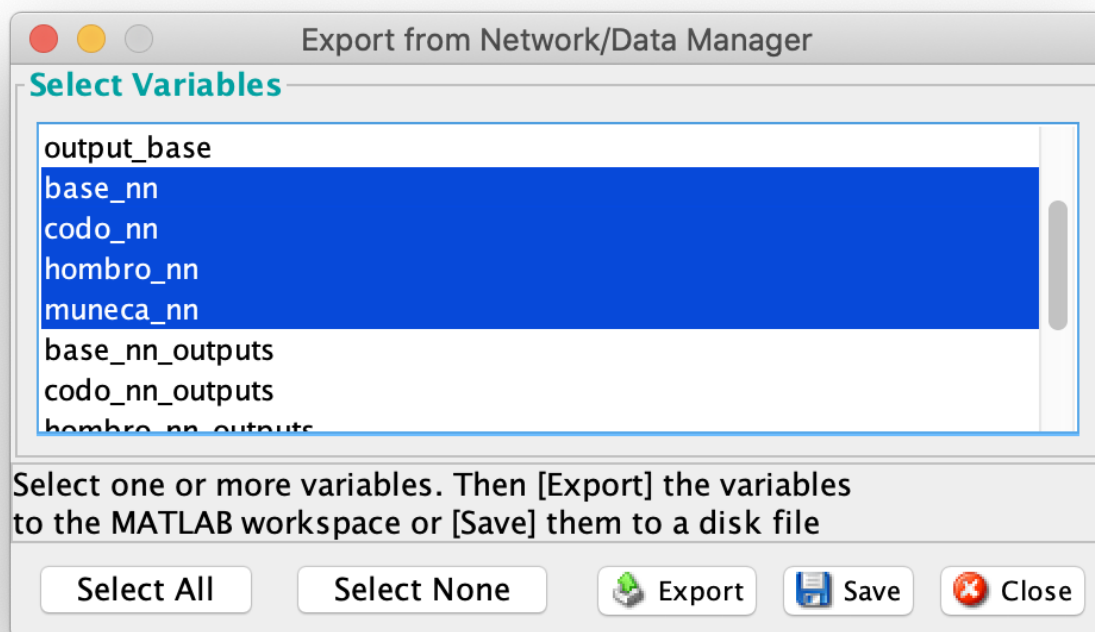 Export from Network/Data Manager
Select Variables
output_base
base_nn
codo_nn
hombro_nn
muneca_nn
base_nn_outputs
codo_nn_outputs
hombro_nn_outputs
Select one or more variables. Then [Export] the variables
to the MATLAB workspace or [Save] them to a disk file
Select All
Select None
Export
Save
Close